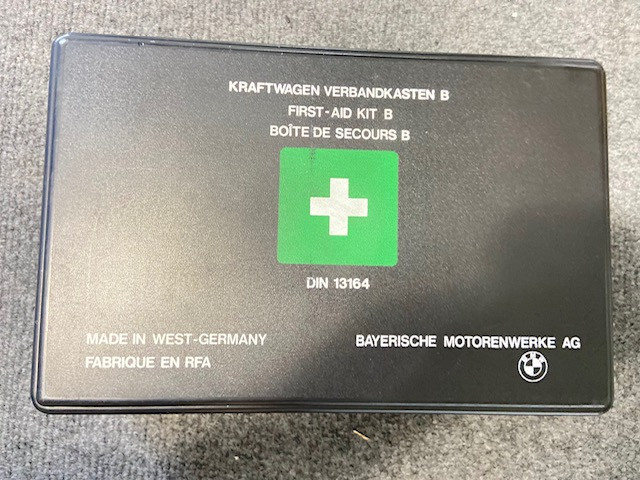 KRAFTWAGEN VERBANDKASTEN B
FIRST-AID KIT B
BOÎTE DE SECOURS B
DIN 13164
MADE IN WEST-GERMANY
FABRIQUE EN RFA
BAYERISCHE MOTORENWERKE AG
BMW